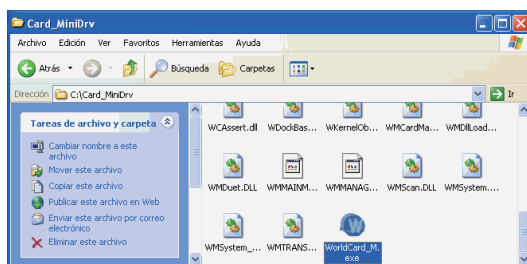 Card_MiniDrv
Archivo Edición Ver Favoritos Herramientas Ayuda
Atrás Búsqueda Carpetas
Dirección C:\Card_MiniDrv Ir
Tareas de archivo y carpeta
Cambiar nombre a este
archivo
Mover este archivo
Copiar este archivo
Publicar este archivo en Web
Enviar este archivo por correo
electrónico
Eliminar este archivo
WCAssert.dll WDockBas... WKernelOb... WMCardMa... WMDllLoad...
WMDuet.DLL WMMAINM... WMMANAG... WMScan.DLL WMSystem....
WMSystem_... WMTRANS... WorldCard_M.
exe